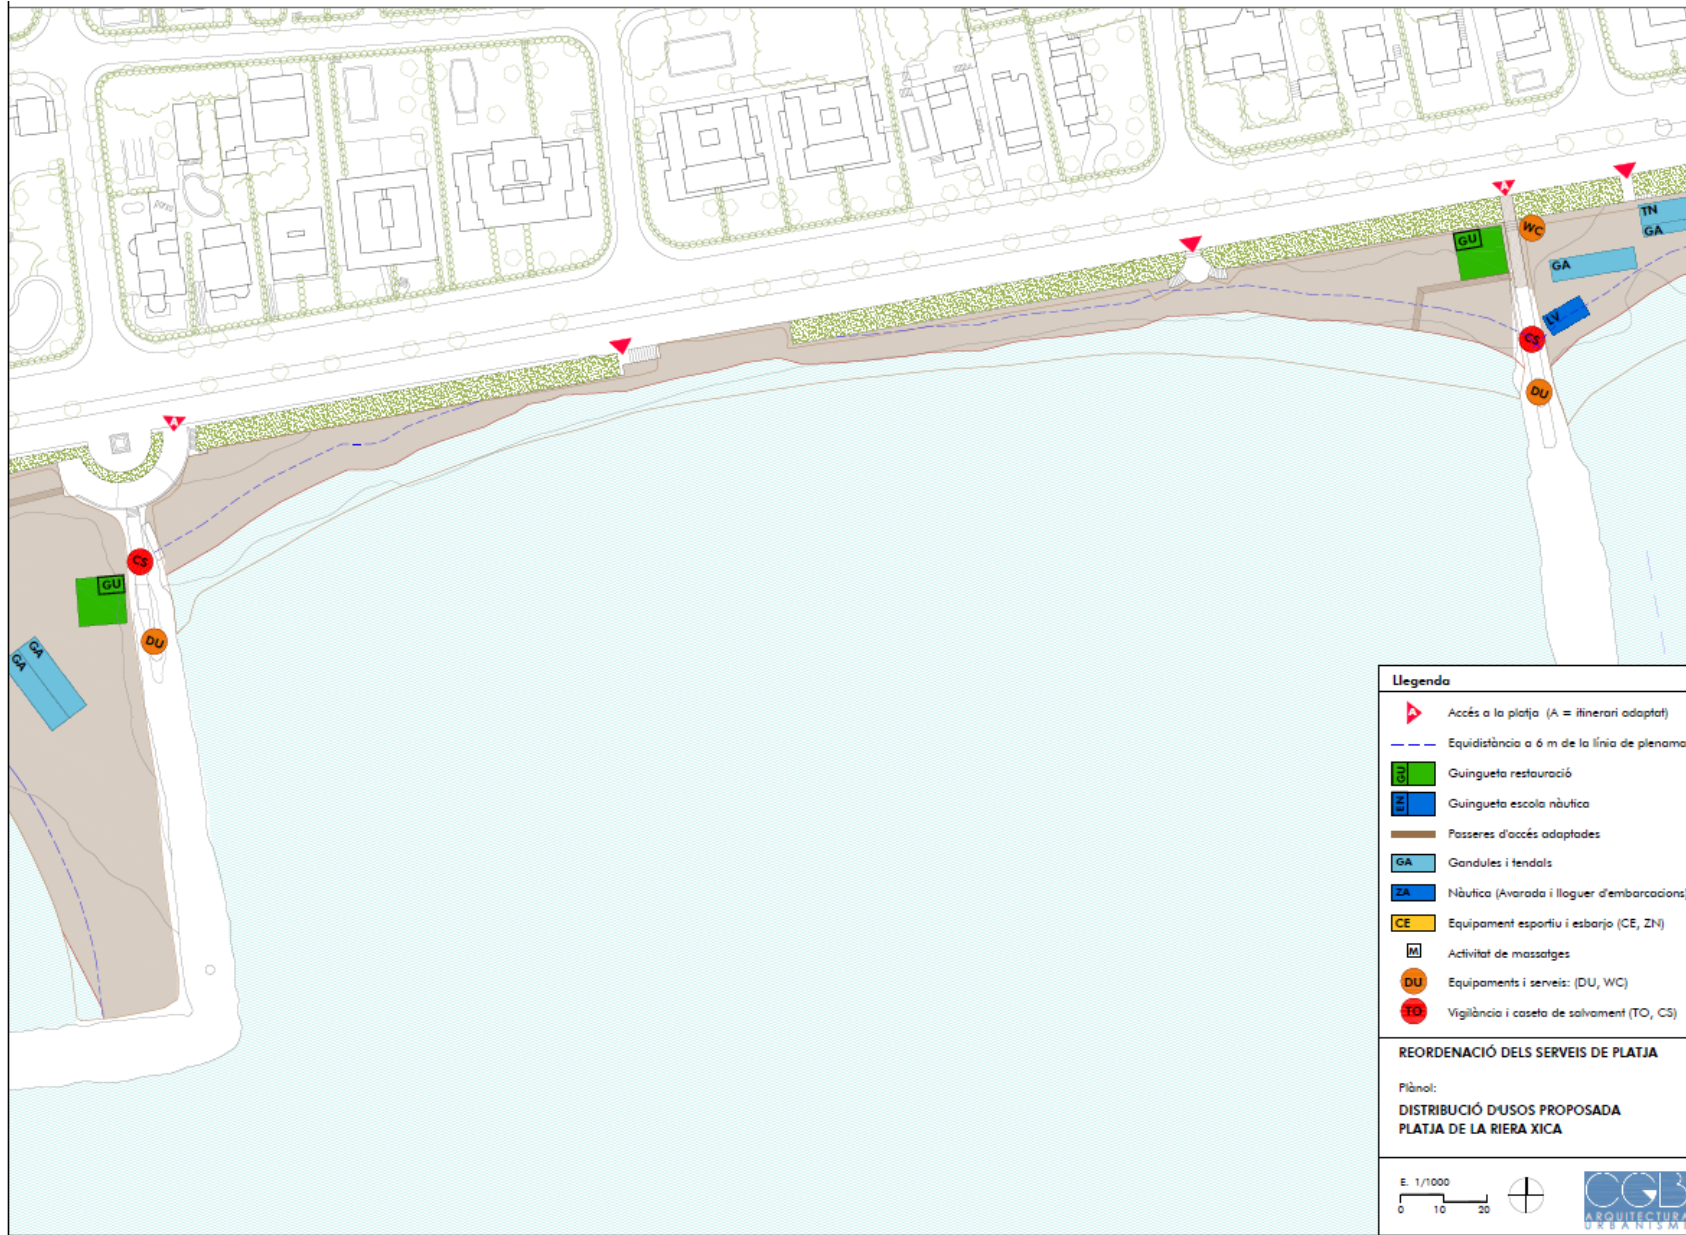 A
WC
TN
GU
GA
GA
LV
CS
DU
A
CS
GU
DU
GA
GA
Llegenda
A Accés a la platja (A = itinerari adaptat)
Equidistància a 6 m de la línia de plenamar
GU Guingueta restauració
EN Guingueta escola nàutica
Passeres d'accés adaptades
GA Gandules i tendals
ZA Nàutica (Avarada i lloguer d'embarcacions)
CE Equipament esportiu i esbarjo (CE, ZN)
M Activitat de massatges
DU Equipaments i serveis: (DU, WC)
TO Vigilància i caseta de salvament (TO, CS)
REORDENACIÓ DELS SERVEIS DE PLATJA
Plànol:
DISTRIBUCIÓ D'USOS PROPOSADA
PLATJA DE LA RIERA XICA
E. 1/1000
0 10 20
CGB
ARQUITECTURA
URBANISME